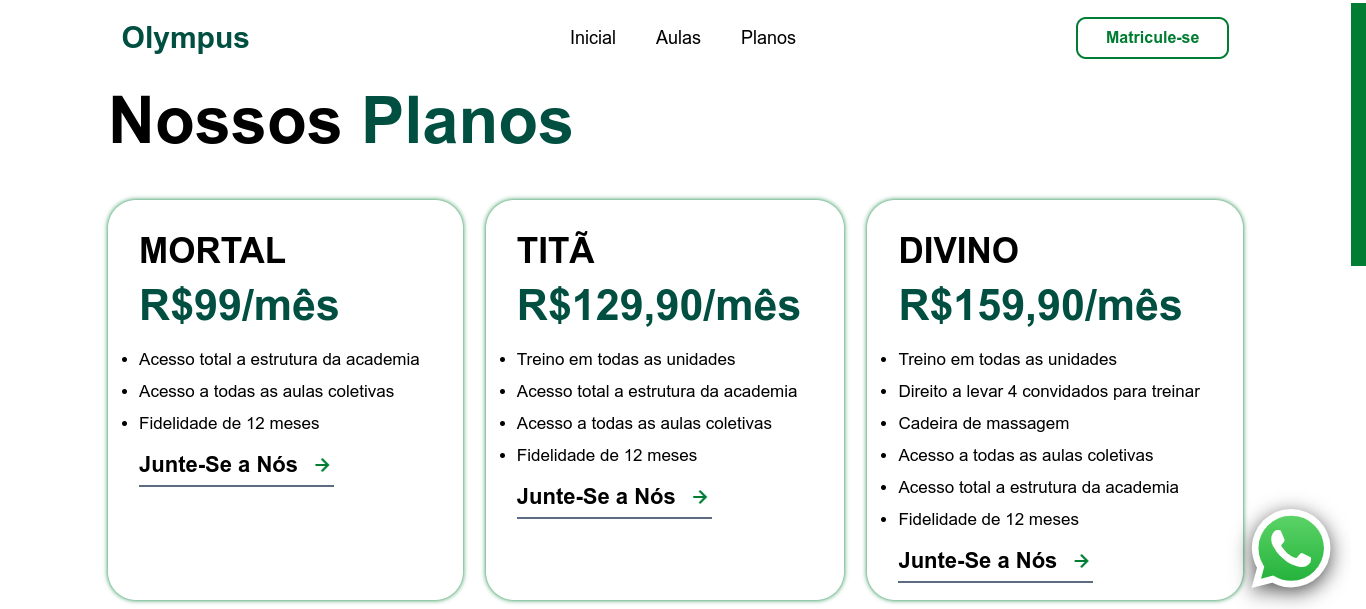 Olympus
Inicial
Aulas
Planos
Matricule-se
Nossos Planos
MORTAL
R$99/mês
Acesso total a estrutura da academia
Acesso a todas as aulas coletivas
Fidelidade de 12 meses
Junte-Se a Nós
TITÃ
R$129,90/mês
Treino em todas as unidades
Acesso total a estrutura da academia
Acesso a todas as aulas coletivas
Fidelidade de 12 meses
Junte-Se a Nós
DIVINO
R$159,90/mês
Treino em todas as unidades
Direito a levar 4 convidados para treinar
Cadeira de massagem
Acesso a todas as aulas coletivas
Acesso total a estrutura da academia
Fidelidade de 12 meses
Junte-Se a Nós